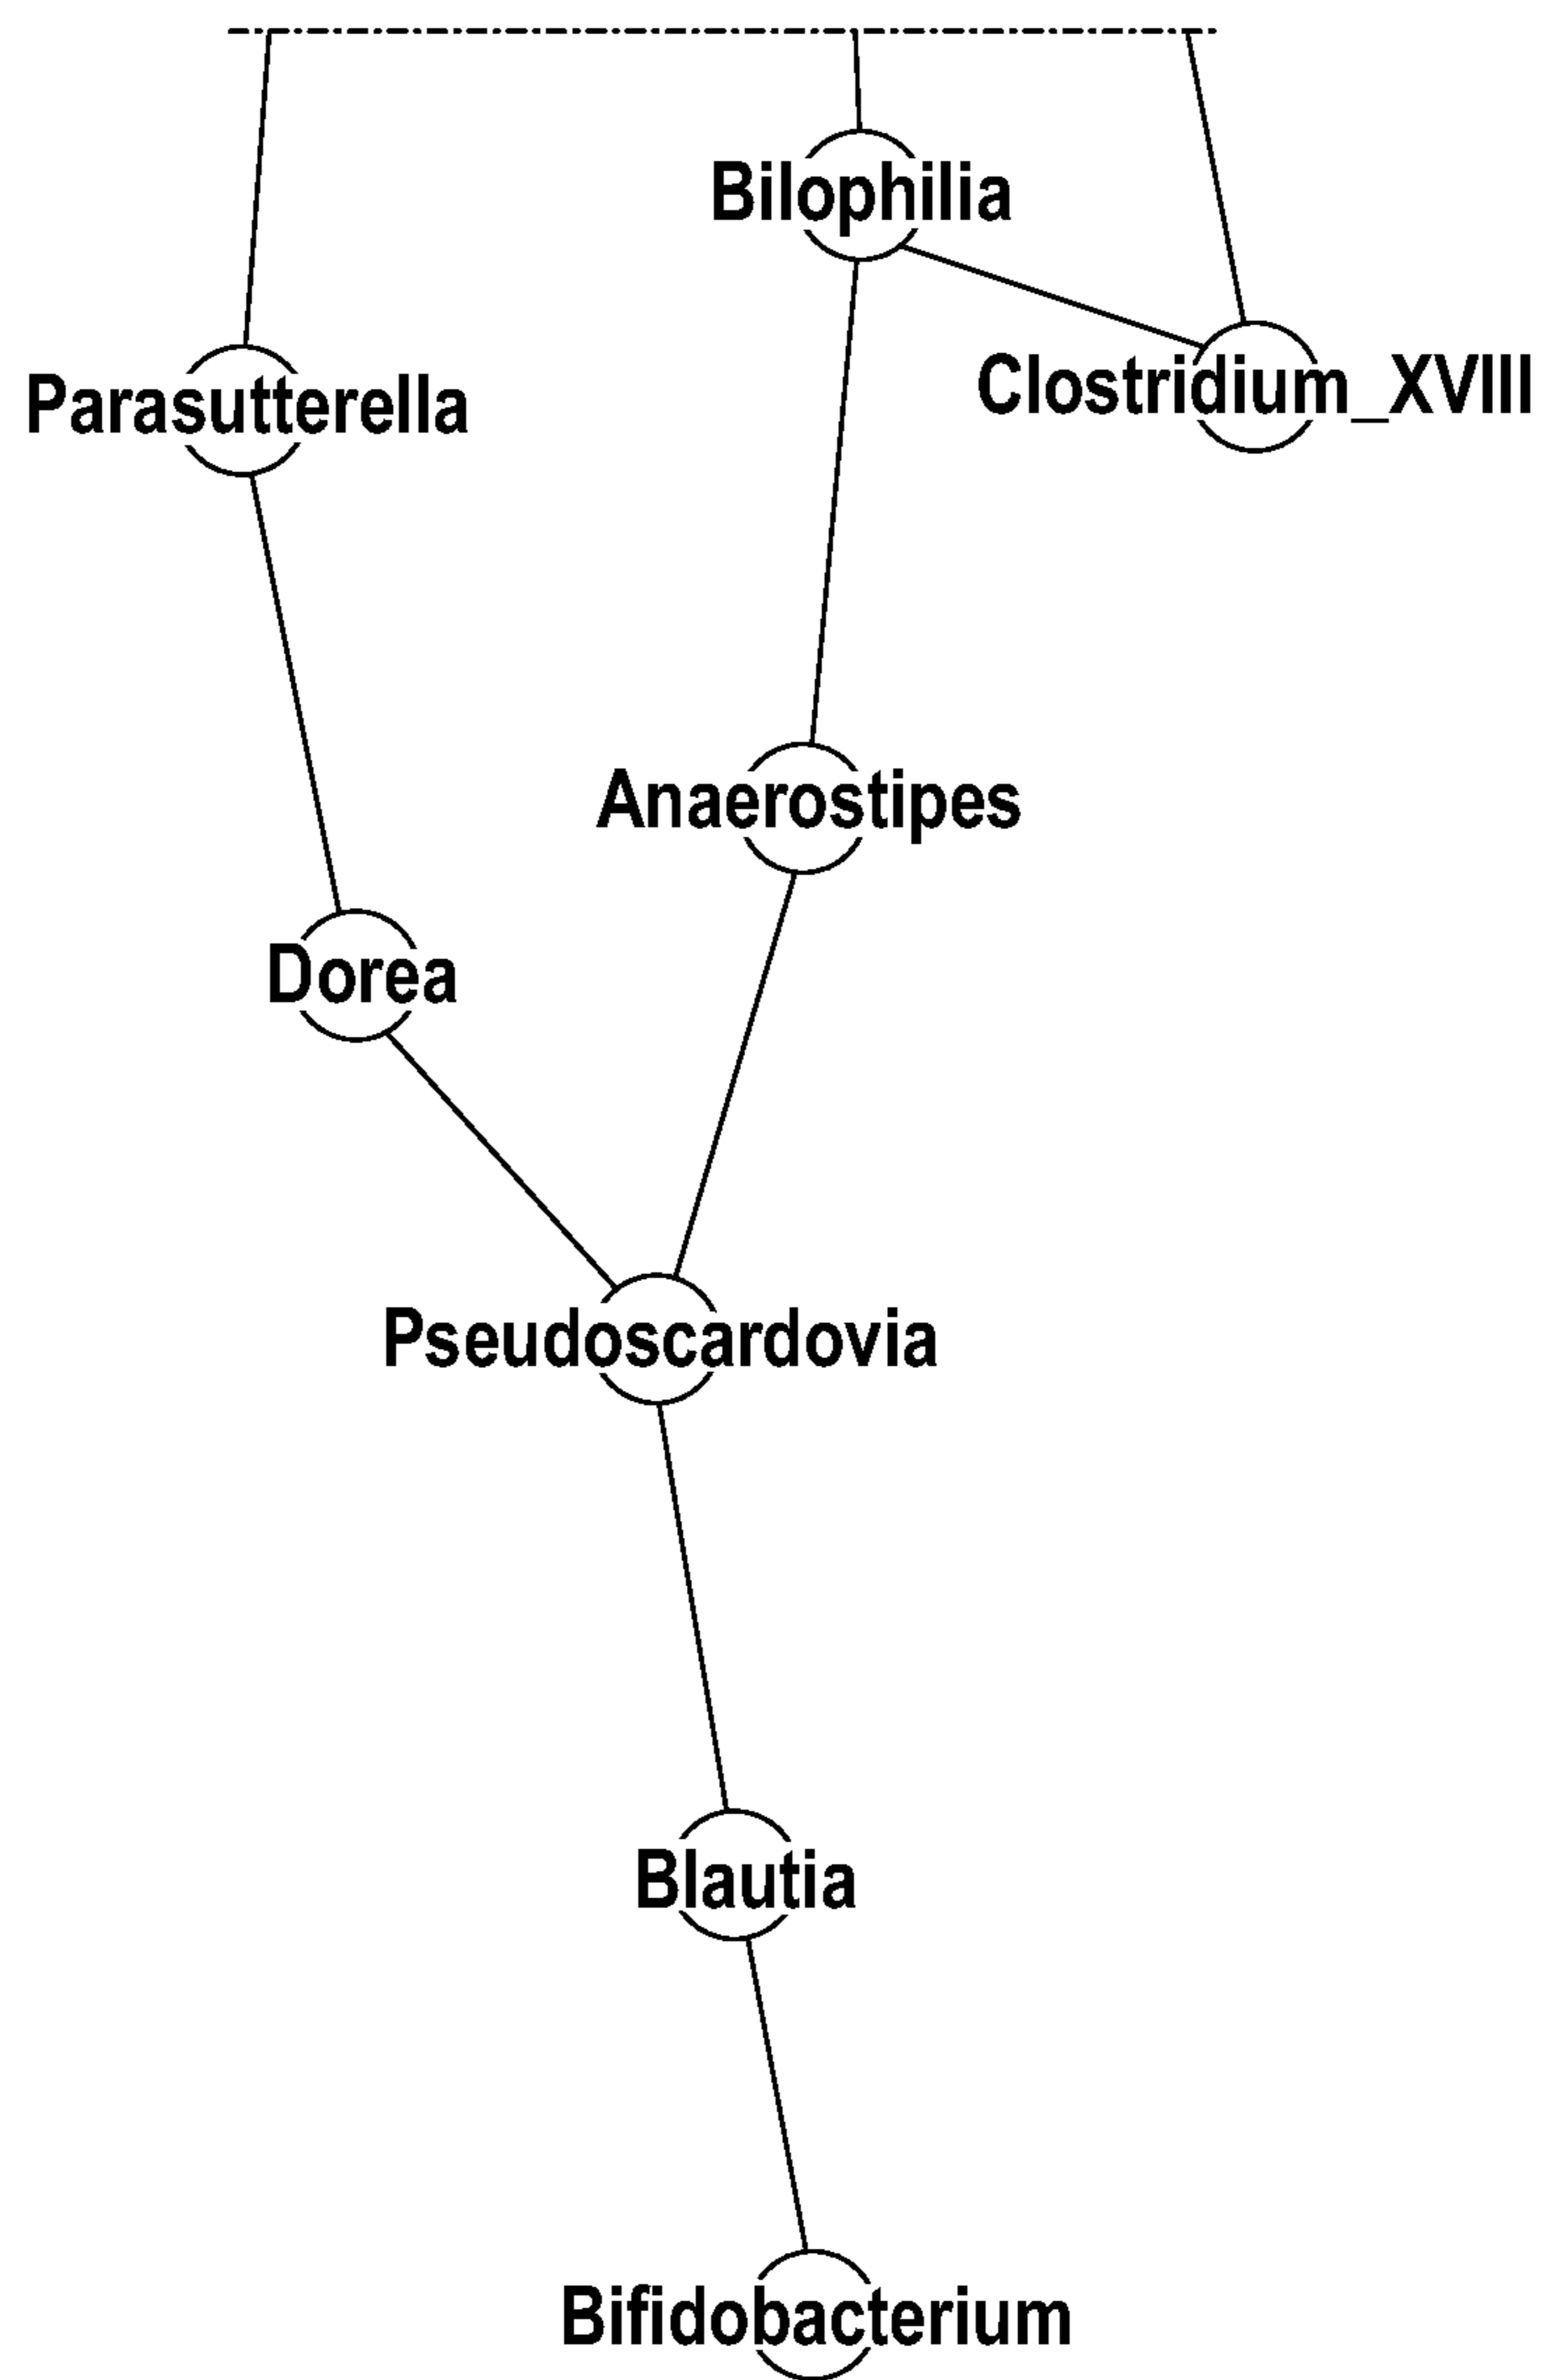 Bilophilia
Clostridium_XVIII
Parasutterella
Anaerostipes
Dorea
Pseudoscardovia
Blautia
Bifidobacterium